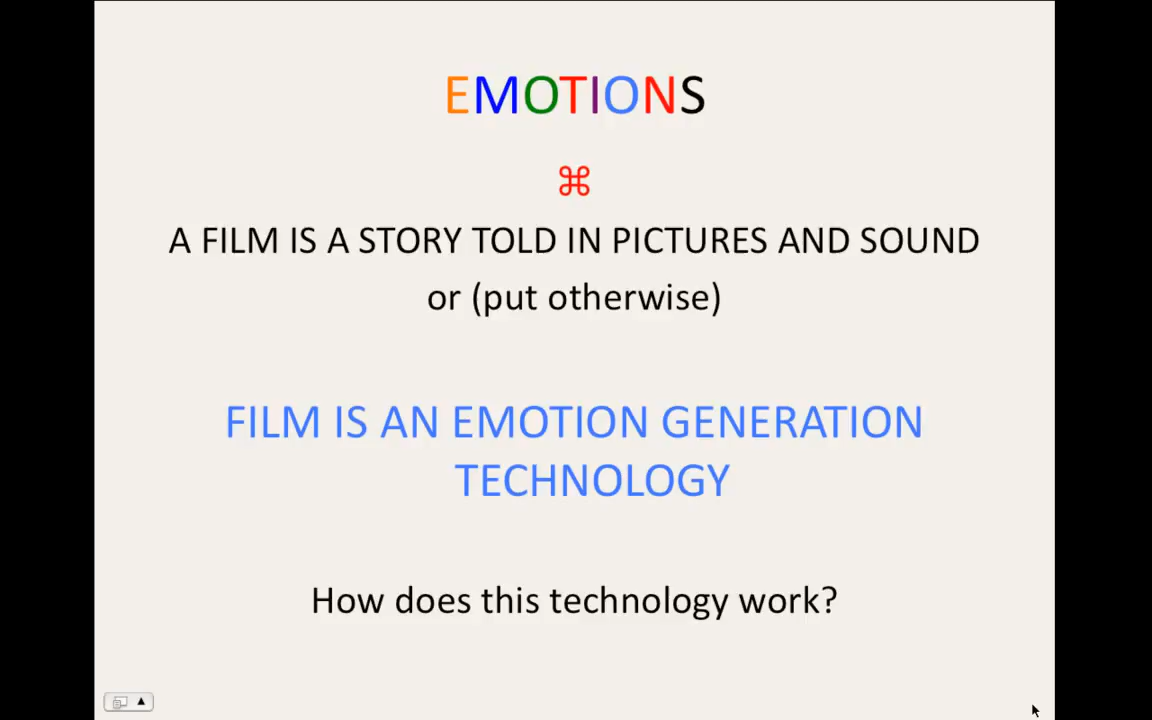 EMOTIONS
⌘
A FILM IS A STORY TOLD IN PICTURES AND SOUND
or (put otherwise)
FILM IS AN EMOTION GENERATION
TECHNOLOGY
How does this technology work?